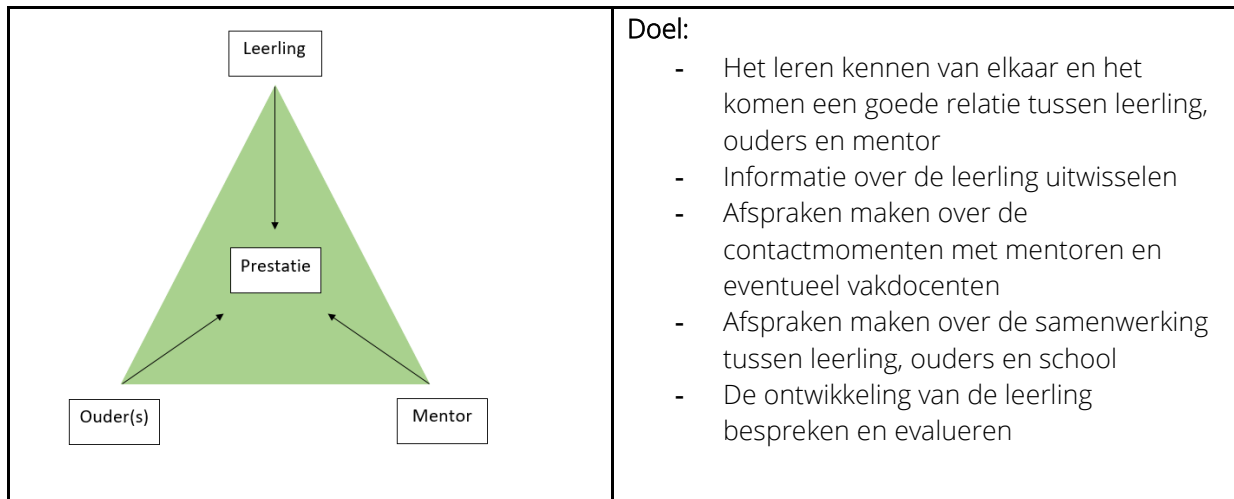 Leerling
Prestatie
Ouder(s)
Mentor
Doel:
- Het leren kennen van elkaar en het
komen een goede relatie tussen leerling,
ouders en mentor
- Informatie over de leerling uitwisselen
- Afspraken maken over de
contactmomenten met mentoren en
eventueel vakdocenten
- Afspraken maken over de samenwerking
tussen leerling, ouders en school
- De ontwikkeling van de leerling
bespreken en evalueren